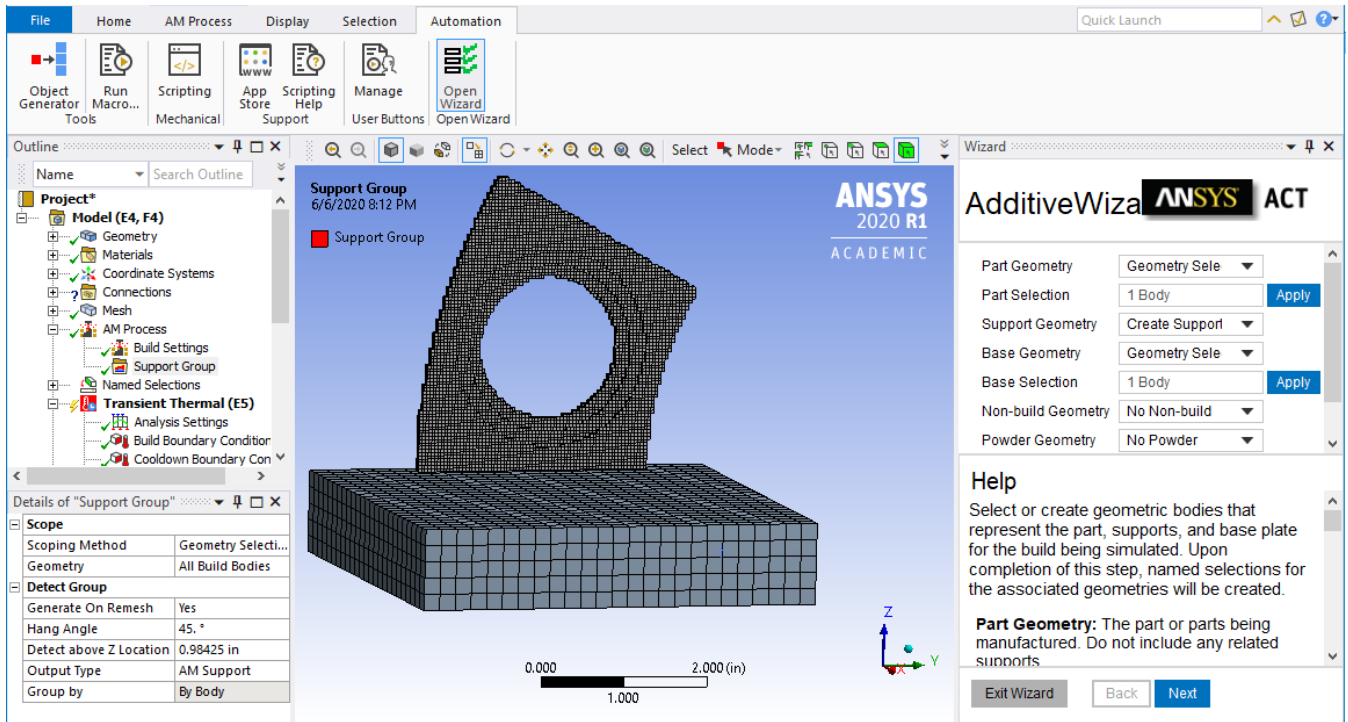 File Home AM Process Display Selection Automation Quick Launch
Object Generator
Run Macro...
Tools
</>
Scripting
Mechanical
www
App Store
Scripting Help
Support
Manage
User Buttons
Open Wizard
Open Wizard
Outline
Name Search Outline
Project*
Model (E4, F4)
Geometry
Materials
Coordinate Systems
Connections
Mesh
AM Process
Build Settings
Support Group
Named Selections
Transient Thermal (E5)
Analysis Settings
Build Boundary Condition
Cooldown Boundary Con
Details of "Support Group"
Scope
Scoping Method Geometry Selecti...
Geometry All Build Bodies
Detect Group
Generate On Remesh Yes
Hang Angle 45. °
Detect above Z Location 0.98425 in
Output Type AM Support
Group by By Body
Select Mode
Support Group
6/6/2020 8:12 PM
Support Group
ANSYS
2020 R1
ACADEMIC
0.000 2.000 (in)
1.000
Z
Y
X
Wizard
AdditiveWiza ANSYS ACT
Part Geometry Geometry Sele
Part Selection 1 Body Apply
Support Geometry Create Support
Base Geometry Geometry Sele
Base Selection 1 Body Apply
Non-build Geometry No Non-build
Powder Geometry No Powder
Help
Select or create geometric bodies that
represent the part, supports, and base plate
for the build being simulated. Upon
completion of this step, named selections for
the associated geometries will be created.
Part Geometry: The part or parts being
manufactured. Do not include any related
supports
Exit Wizard Back Next